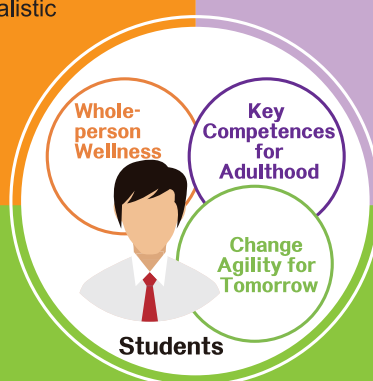 alistic
Whole-
person
Wellness
Key
Competences
for
Adulthood
Change
Agility for
Tomorrow
Students